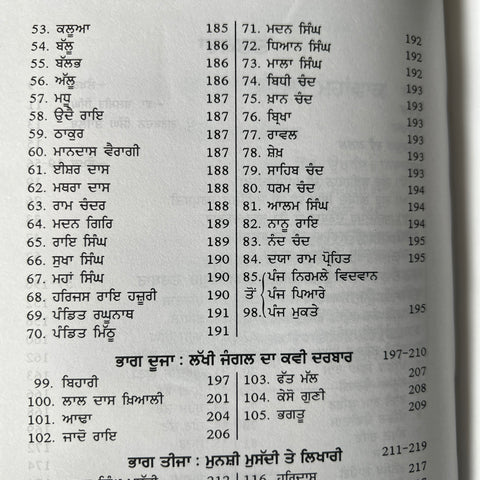 53. ਕਲੂਆ 185
54. ਬੱਲੂ 186
55. ਬੱਲਭ 186
56. ਅੱਲੂ 186
57. ਮਧੂ 187
58. ਉਦੈ ਰਾਇ 187
59. ਠਾਕੁਰ 187
60. ਮਾਨਦਾਸ ਵੈਰਾਗੀ 187
61. ਈਸ਼ਰ ਦਾਸ 188
62. ਮਥਰਾ ਦਾਸ 188
63. ਰਾਮ ਚੰਦਰ 188
64. ਮਦਨ ਗਿਰਿ 189
65. ਰਾਇ ਸਿੰਘ 189
66. ਸੁਖਾ ਸਿੰਘ 190
67. ਮਹਾਂ ਸਿੰਘ 190
68. ਹਰਿਜਸ ਰਾਇ ਹਜ਼ੂਰੀ 190
69. ਪੰਡਿਤ ਰਘੂਨਾਥ 191
70. ਪੰਡਿਤ ਮਿੱਠੂ 191
71. ਮਦਨ ਸਿੰਘ
72. ਧਿਆਨ ਸਿੰਘ 192
73. ਮਾਲਾ ਸਿੰਘ 192
74. ਬਿਧੀ ਚੰਦ 192
75. ਖ਼ਾਨ ਚੰਦ 193
76. ਬ੍ਰਿਖਾ 193
77. ਰਾਵਲ 193
78. ਸ਼ੇਖ਼ 193
79. ਸਾਹਿਬ ਚੰਦ 193
80. ਧਰਮ ਚੰਦ 194
81. ਆਲਮ ਸਿੰਘ 194
82. ਨਾਨੂ ਰਾਇ 194
83. ਨੰਦ ਚੰਦ 195
84. ਦਯਾ ਰਾਮ ਪ੍ਰੋਹਿਤ 195
85. ਪੰਜ ਨਿਰਮਲੇ ਵਿਦਵਾਨ
ਤੋਂ ਪੰਜ ਪਿਆਰੇ
98. ਪੰਜ ਮੁਕਤੇ 195
ਭਾਗ ਦੂਜਾ : ਲੱਖੀ ਜੰਗਲ ਦਾ ਕਵੀ ਦਰਬਾਰ 197-210
99. ਬਿਹਾਰੀ 197
100. ਲਾਲ ਦਾਸ ਖ਼ਿਆਲੀ 201
101. ਆਢਾ 204
102. ਜਾਦੋ ਰਾਇ 206
103. ਫੱਤ ਮੱਲ 207
104. ਕੇਸੋ ਗੁਣੀ 208
105. ਭਗਤੂ 209
ਭਾਗ ਤੀਜਾ : ਮੁਨਸ਼ੀ ਮੁਸੱਦੀ ਤੇ ਲਿਖਾਰੀ 211-219
212
116. ਹਰਿਦਾਸ 217